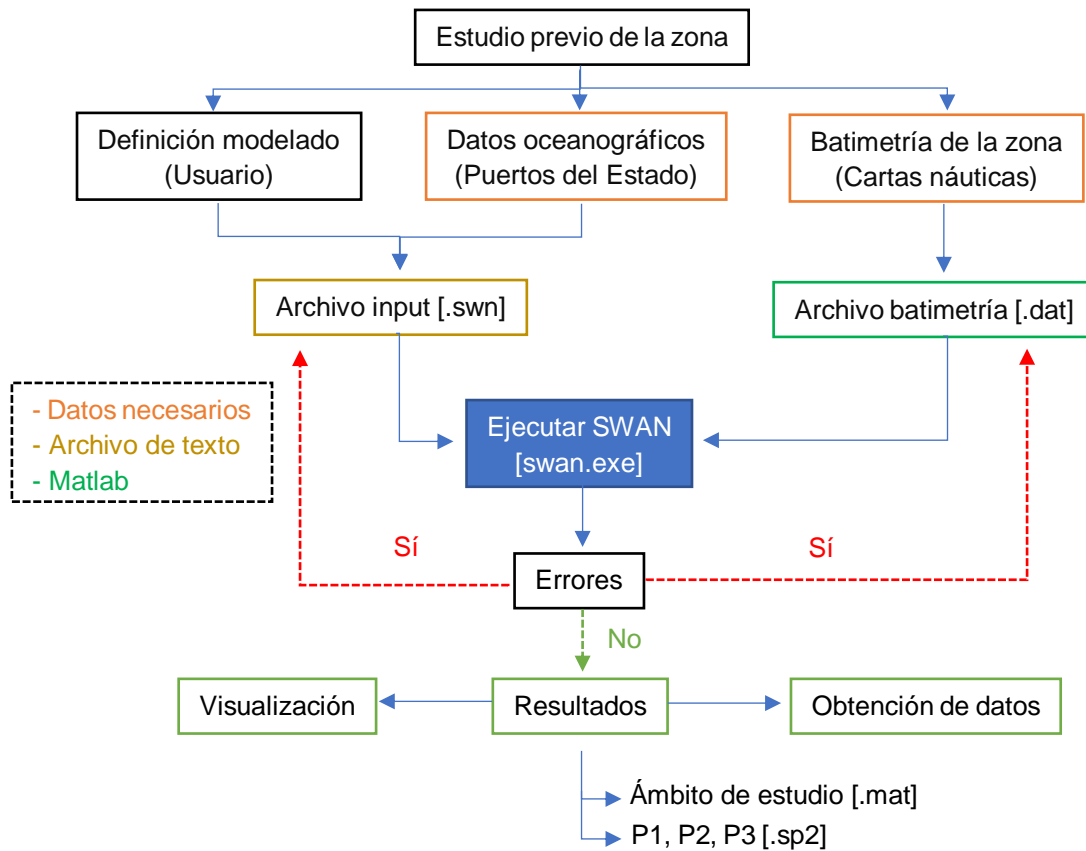 Estudio previo de la zona
Definición modelado
(Usuario)
Datos oceanográficos
(Puertos del Estado)
Batimetría de la zona
(Cartas náuticas)
Archivo input [.swn]
Archivo batimetría [.dat]
- Datos necesarios
- Archivo de texto
- Matlab
Ejecutar SWAN
[swan.exe]
Sí
Sí
Errores
No
Visualización
Resultados
Obtención de datos
Ámbito de estudio [.mat]
P1, P2, P3 [.sp2]